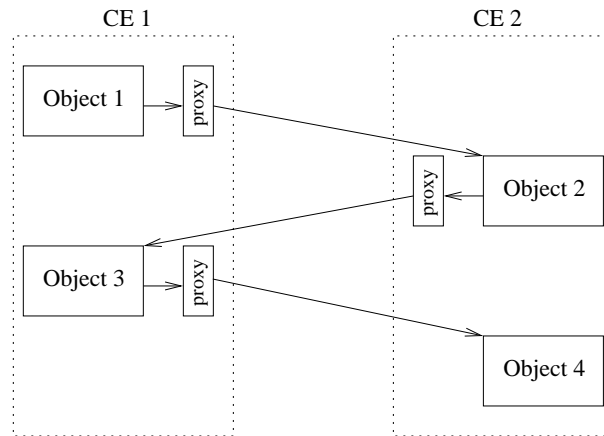 CE 1
CE 2
Object 1
proxy
proxy
Object 2
Object 3
proxy
Object 4